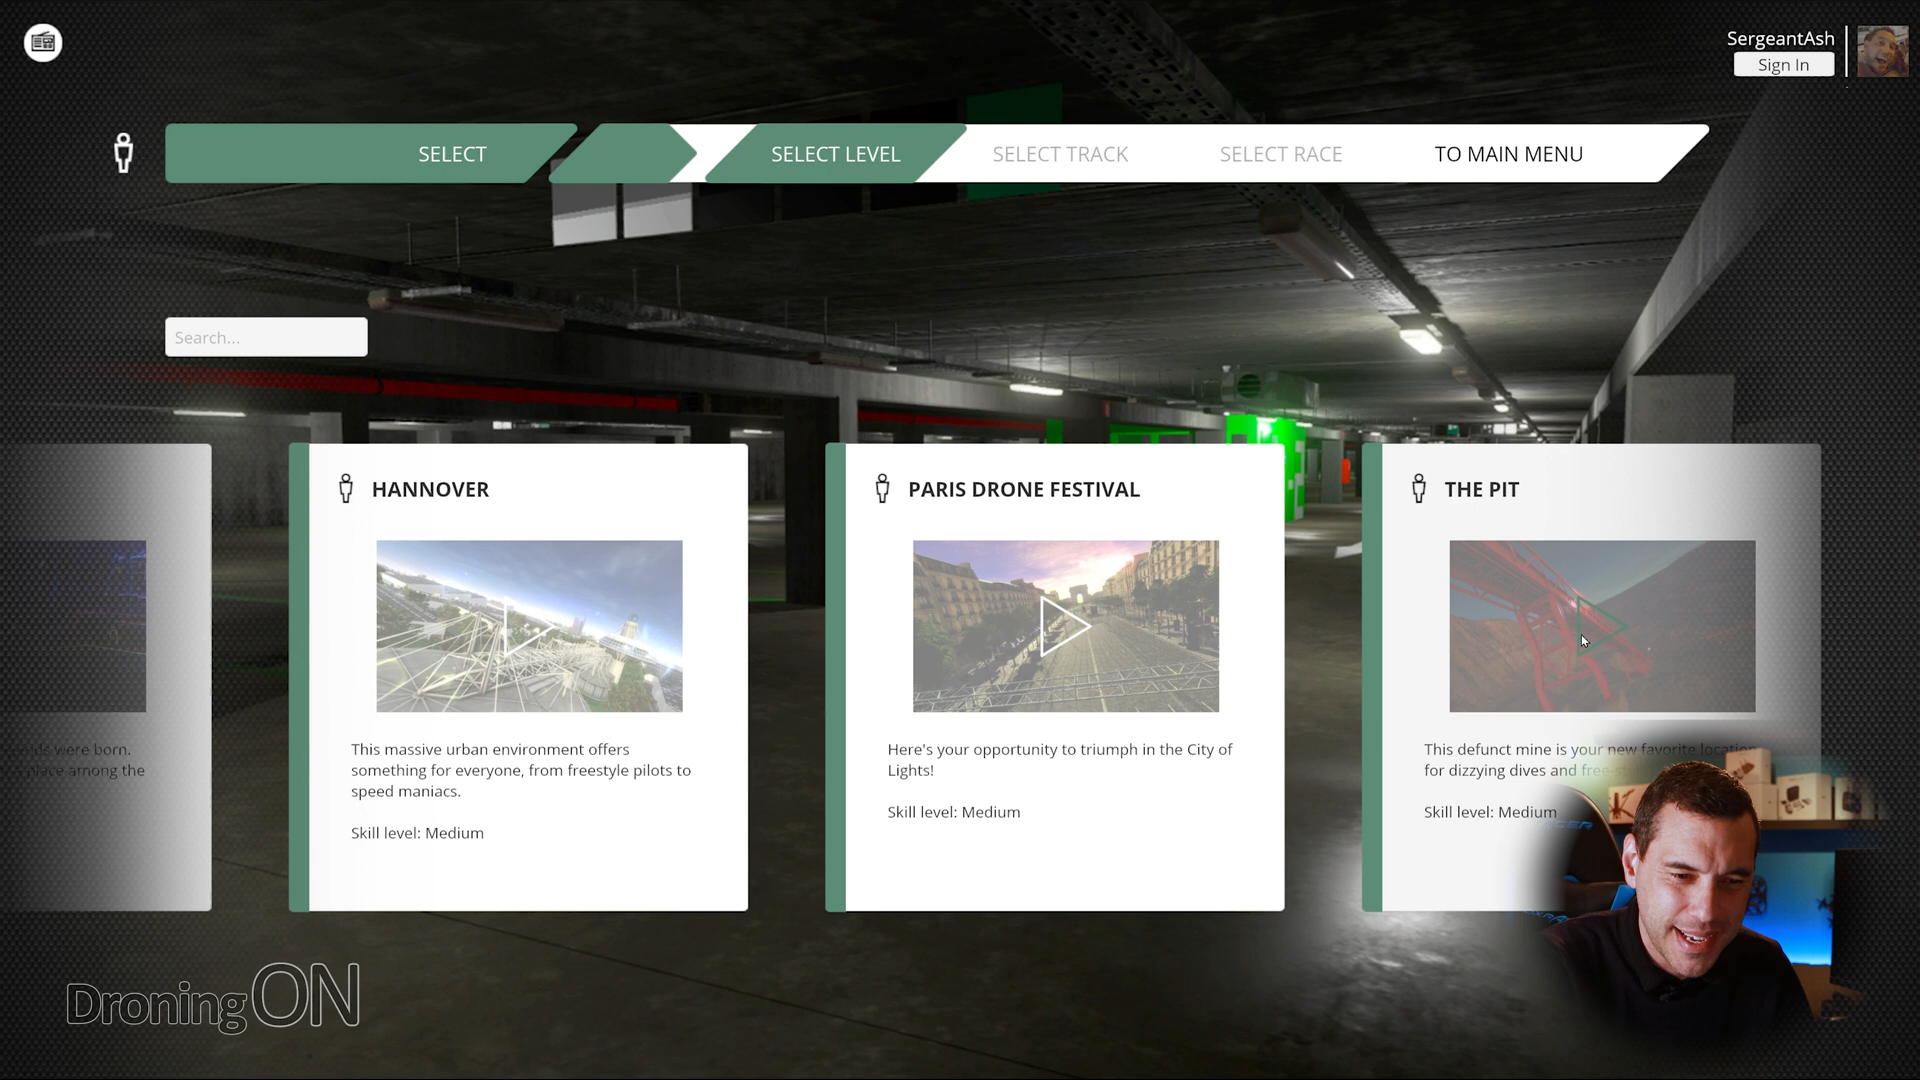 SergeantAsh
Sign In
SELECT
SELECT LEVEL
SELECT TRACK
SELECT RACE
TO MAIN MENU
Search...
were born.
place among the
HANNOVER
This massive urban environment offers
something for everyone, from freestyle pilots to
speed maniacs.
Skill level: Medium
PARIS DRONE FESTIVAL
Here's your opportunity to triumph in the City of
Lights!
Skill level: Medium
THE PIT
This defunct mine is your new favorite location
for dizzying dives and
Skill level: Medium
DroningON